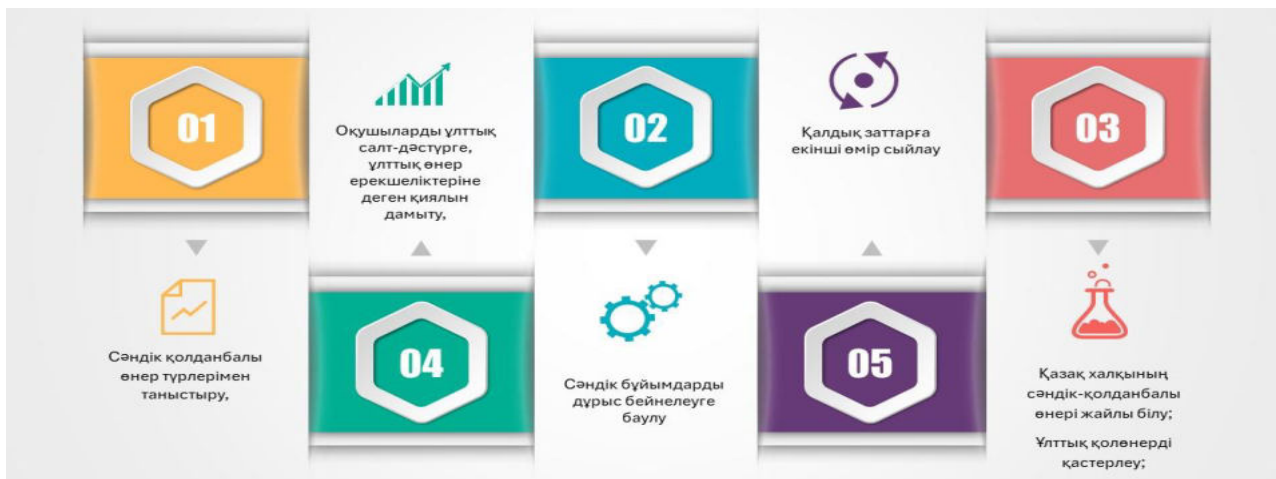 01
Сәндік қолданбалы
өнер түрлерімен
таныстыру,
Оқушыларды ұлттық
салт-дәстүрге,
ұлттық өнер
ерекшеліктеріне
деген қиялын
дамыту,
04
02
Сәндік бұйымдарды
дұрыс бейнелеуге
баулу
Қалдық заттарға
екінші өмір сыйлау
05
03
Қазақ халқының
сәндік-қолданбалы
өнері жайлы білу;
Ұлттық қолөнерді
қастерлеу;